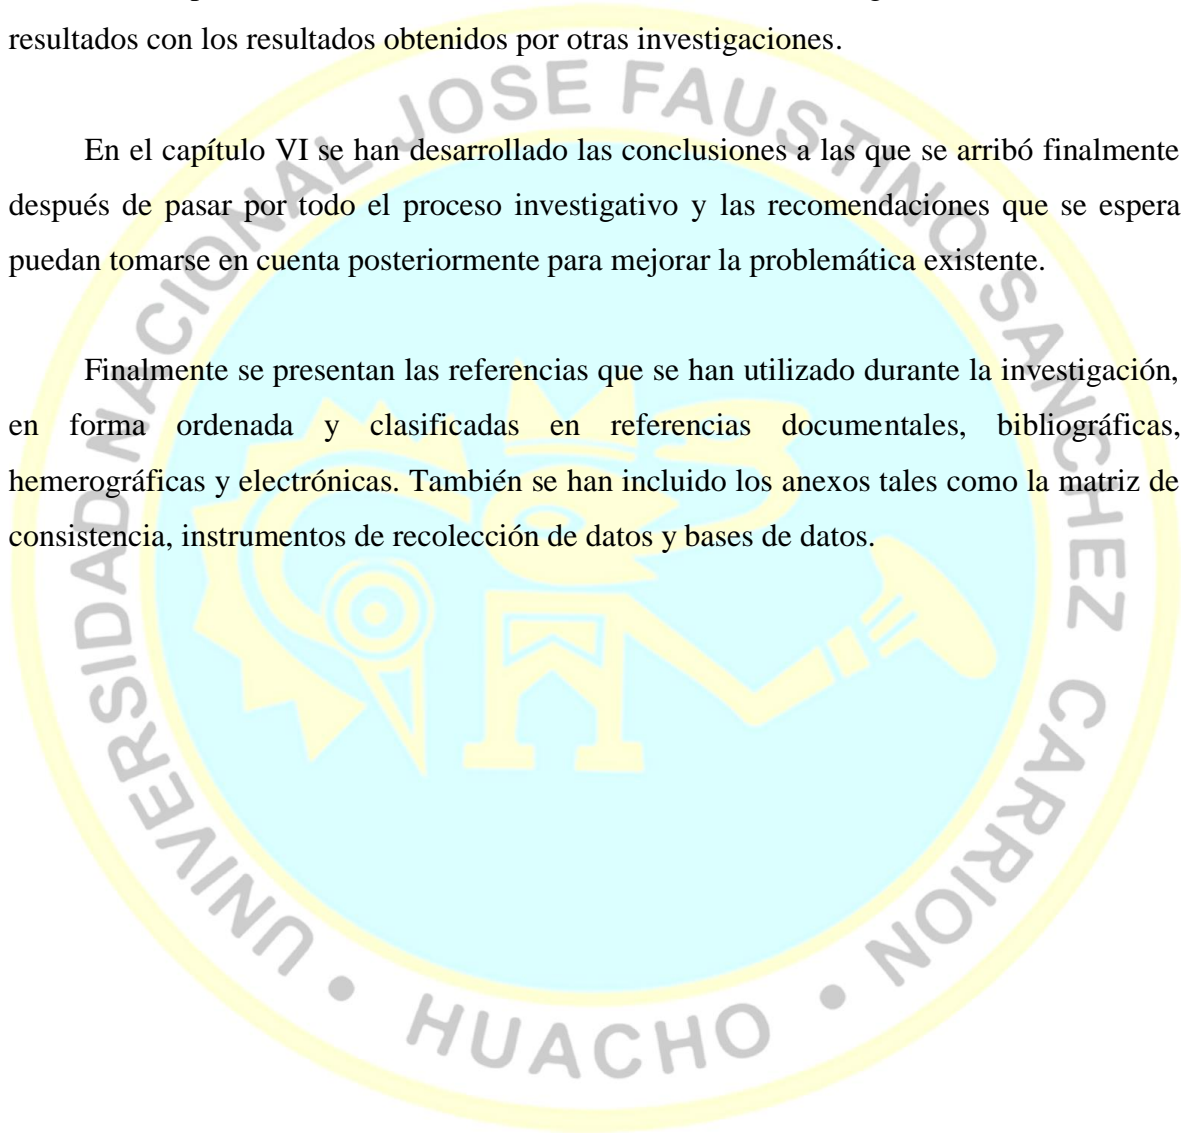 resultados con los resultados obtenidos por otras investigaciones.
En el capítulo VI se han desarrollado las conclusiones a las que se arribó finalmente
después de pasar por todo el proceso investigativo y las recomendaciones que se espera
puedan tomarse en cuenta posteriormente para mejorar la problemática existente.
Finalmente se presentan las referencias que se han utilizado durante la investigación,
en forma ordenada y clasificadas en referencias documentales, bibliográficas,
hemerográficas y electrónicas. También se han incluido los anexos tales como la matriz de
consistencia, instrumentos de recolección de datos y bases de datos.
UNIVERSIDAD NACIONAL JOSE FAUSTINO SANCHEZ CARRION • HUACHO •